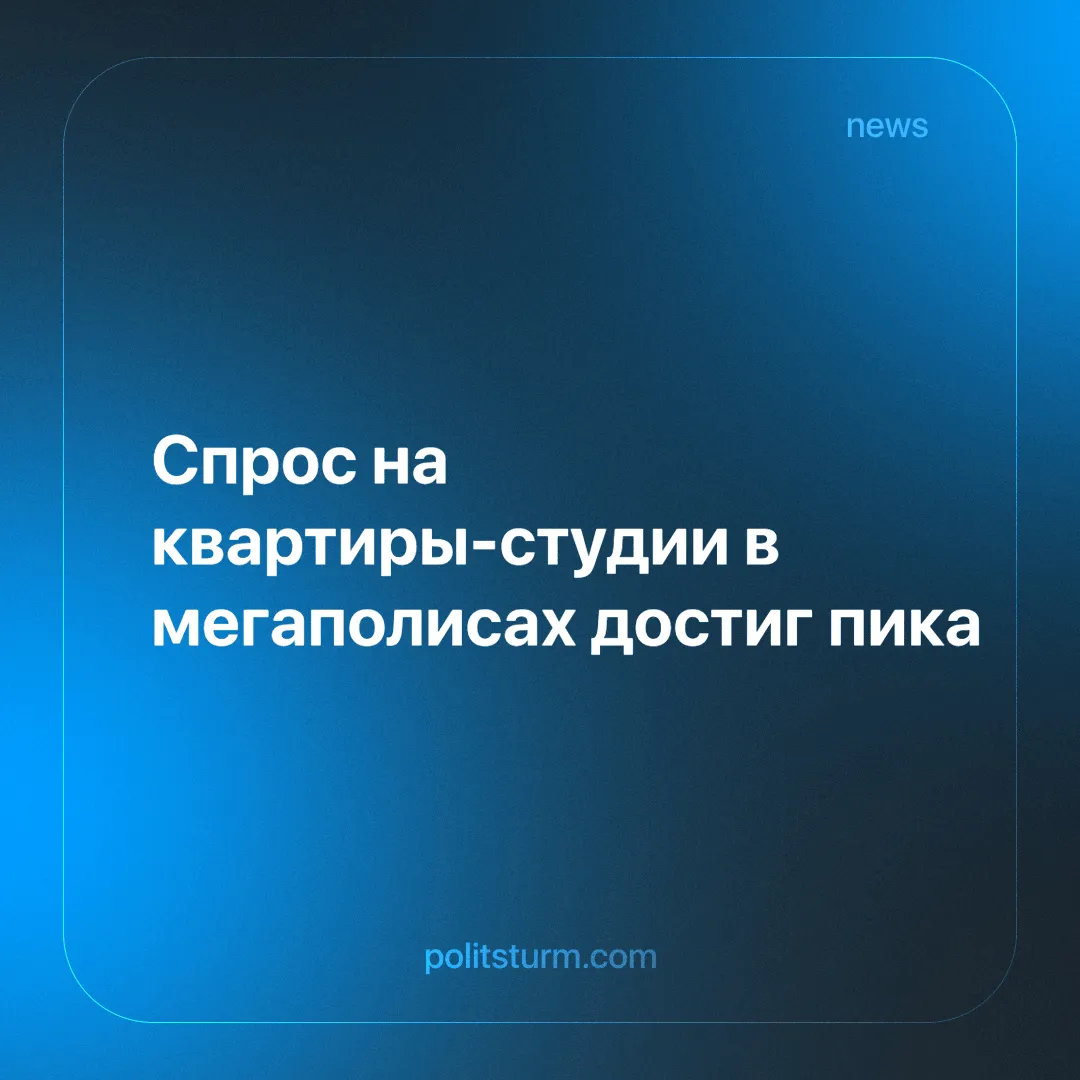 news
Спрос на
квартиры-студии в
мегаполисах достиг пика
politsturm.com